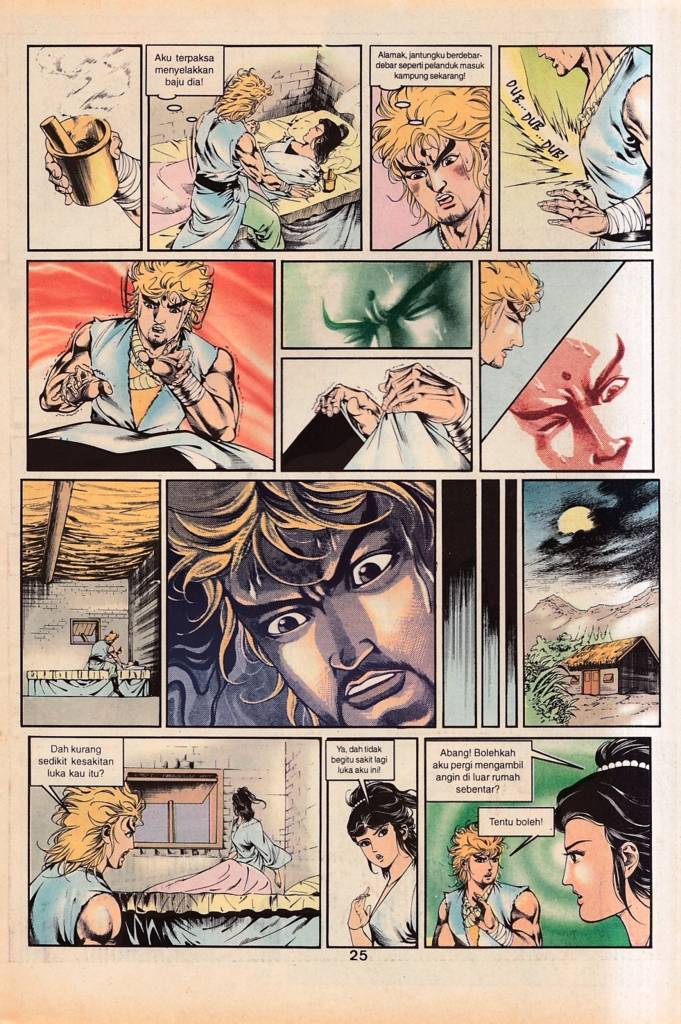 Aku terpaksa
menyelakkan
baju dia!
Alamak, jantungku berdebar-
debar seperti pelanduk masuk
kampung sekarang!
DUB... DUB... DUB!
Dah kurang
sedikit kesakitan
luka kau itu?
Ya, dah tidak
begitu sakit lagi
luka aku ini!
Abang! Bolehkah
aku pergi mengambil
angin di luar rumah
sebentar?
Tentu boleh!
25